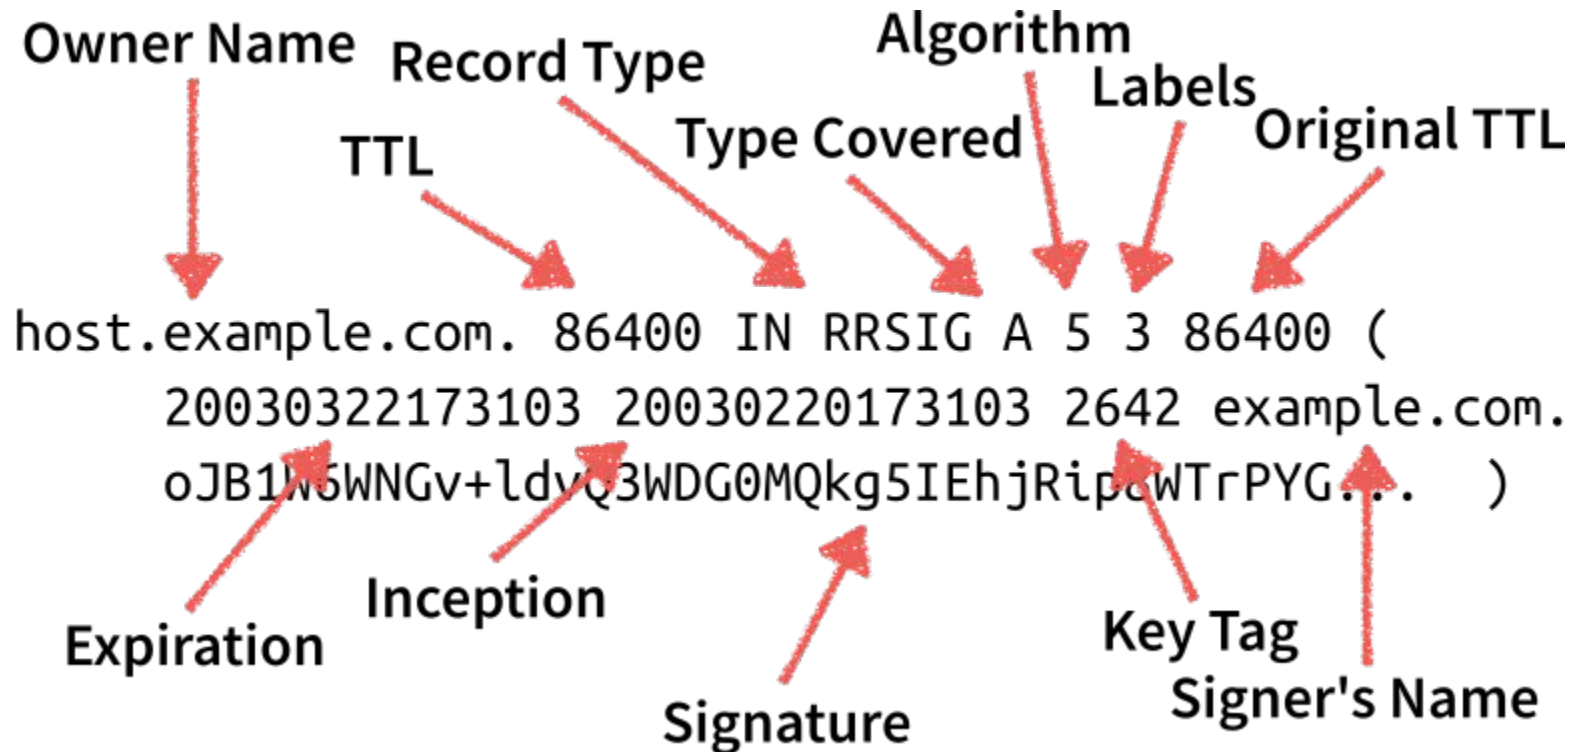 Owner Name
Record Type
Algorithm
Labels
TTL
Type Covered
Original TTL
host.example.com. 86400 IN RRSIG A 5 3 86400 (
20030322173103 20030220173103 2642 example.com.
oJB1W6WNGv+ldvQ3WDG0MQkg5IEhjRip8WTrPYG... )
Expiration
Inception
Signature
Key Tag
Signer's Name